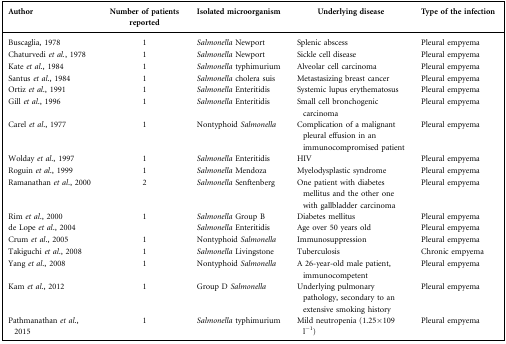 Author Number of patients reported Isolated microorganism Underlying disease Type of the infection
Buscaglia, 1978 1 Salmonella Newport Splenic abscess Pleural empyema
Chaturvedi et al., 1978 1 Salmonella Newport Sickle cell disease Pleural empyema
Kate et al., 1984 1 Salmonella typhimurium Alveolar cell carcinoma Pleural empyema
Santus et al., 1984 1 Salmonella cholera suis Metastasizing breast cancer Pleural empyema
Ortiz et al., 1991 1 Salmonella Enteritidis Systemic lupus erythematosus Pleural empyema
Gill et al., 1996 1 Salmonella Enteritidis Small cell bronchogenic Pleural empyema
carcinoma
Carel et al., 1977 1 Nontyphoid Salmonella Complication of a malignant Pleural empyema
pleural effusion in an
immunocompromised patient
Wolday et al., 1997 1 Salmonella Enteritidis HIV Pleural empyema
Roguin et al., 1999 1 Salmonella Mendoza Myelodysplastic syndrome Pleural empyema
Ramanathan et al., 2000 2 Salmonella Senftenberg One patient with diabetes Pleural empyema
mellitus and the other one
with gallbladder carcinoma
Rim et al., 2000 1 Salmonella Group B Diabetes mellitus Pleural empyema
de Lope et al., 2004 Salmonella Enteritidis Age over 50 years old Pleural empyema
Crum et al., 2005 1 Nontyphoid Salmonella Immunosuppression Pleural empyema
Takiguchi et al., 2008 1 Salmonella Livingstone Tuberculosis Chronic empyema
Yang et al., 2008 1 Nontyphoid Salmonella A 26-year-old male patient, Pleural empyema
immunocompetent
Kam et al., 2012 1 Group D Salmonella Underlying pulmonary Pleural empyema
pathology, secondary to an
extensive smoking history
Pathmanathan et al., 1 Salmonella typhimurium Mild neutropenia (1.25×109 Pleural empyema
2015 l⁻¹)